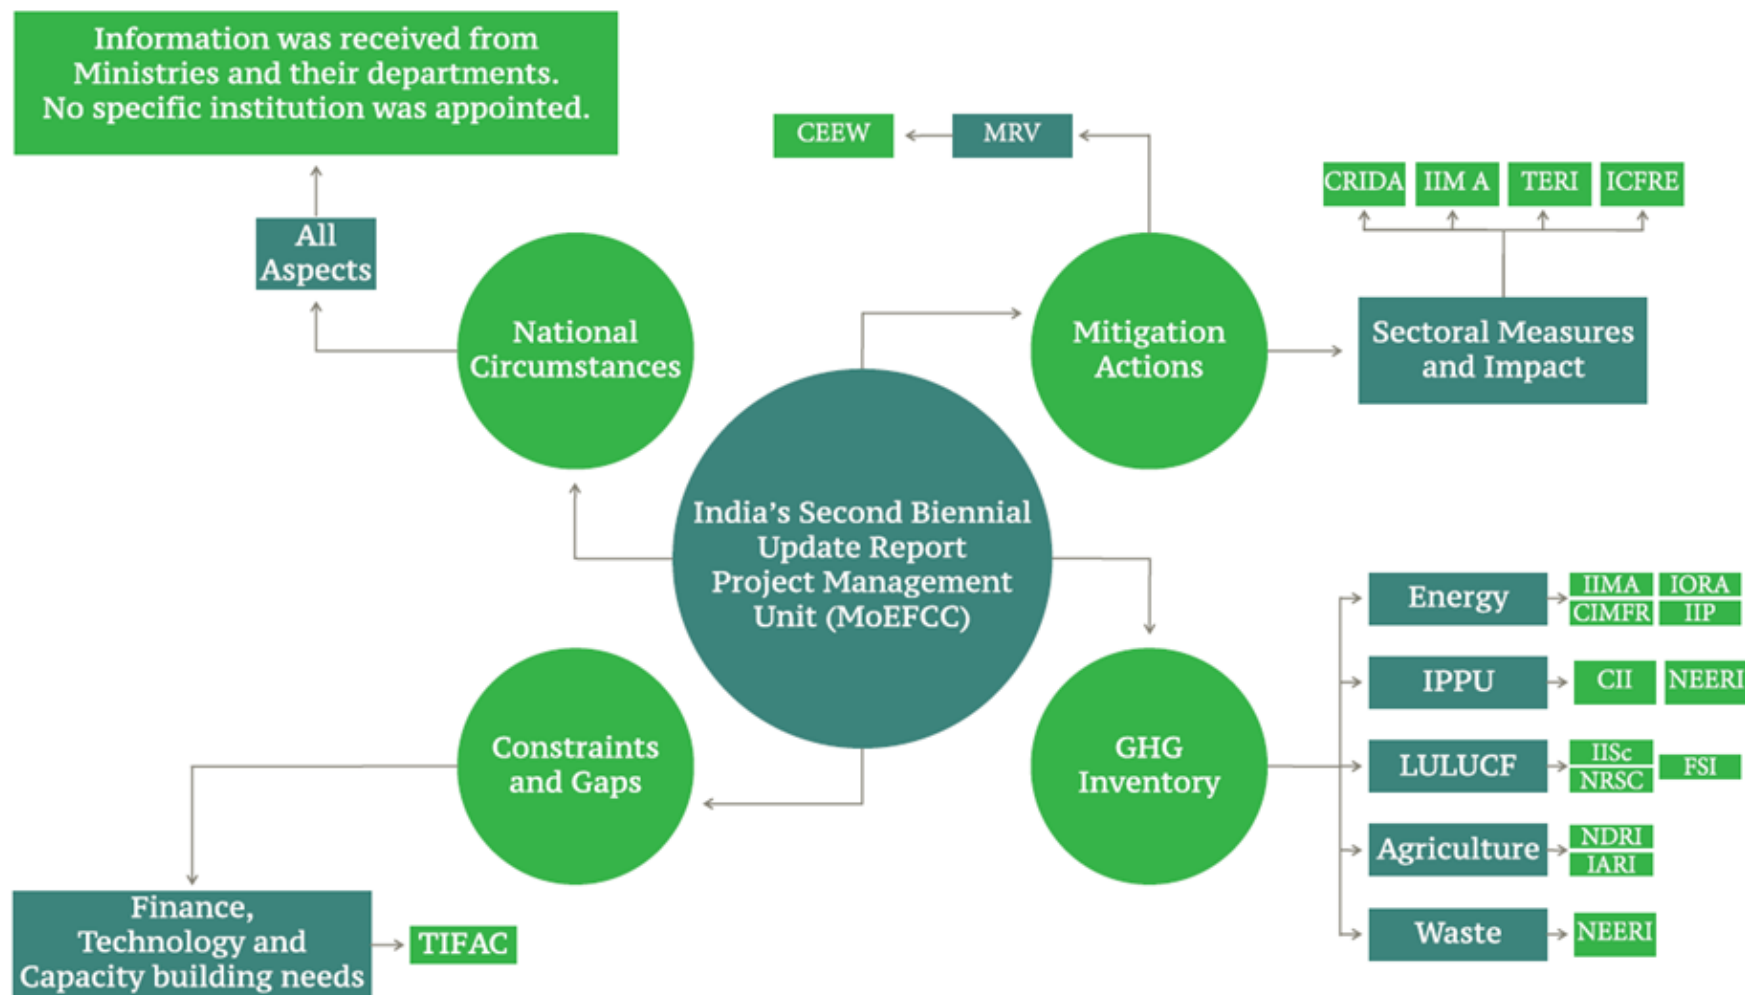 Information was received from
Ministries and their departments.
No specific institution was appointed.
All
Aspects
National
Circumstances
CEEW
MRV
CRIDA
IIM A
TERI
ICFRE
Mitigation
Actions
Sectoral Measures
and Impact
India’s Second Biennial
Update Report
Project Management
Unit (MoEFCC)
Constraints
and Gaps
Finance,
Technology and
Capacity building needs
TIFAC
GHG
Inventory
Energy
IIMA
IORA
CIMFR
IIP
IPPU
CII
NEERI
LULUCF
IISc
NRSC
FSI
Agriculture
NDRI
IARI
Waste
NEERI